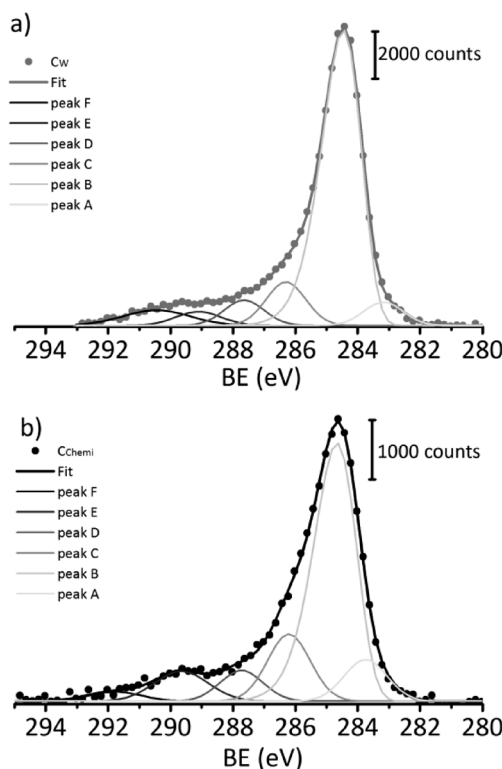 a)
2000 counts
Cw
Fit
peak F
peak E
peak D
peak C
peak B
peak A
294 292 290 288 286 284 282 280
BE (eV)
b)
1000 counts
CChemi
Fit
peak F
peak E
peak D
peak C
peak B
peak A
294 292 290 288 286 284 282 280
BE (eV)